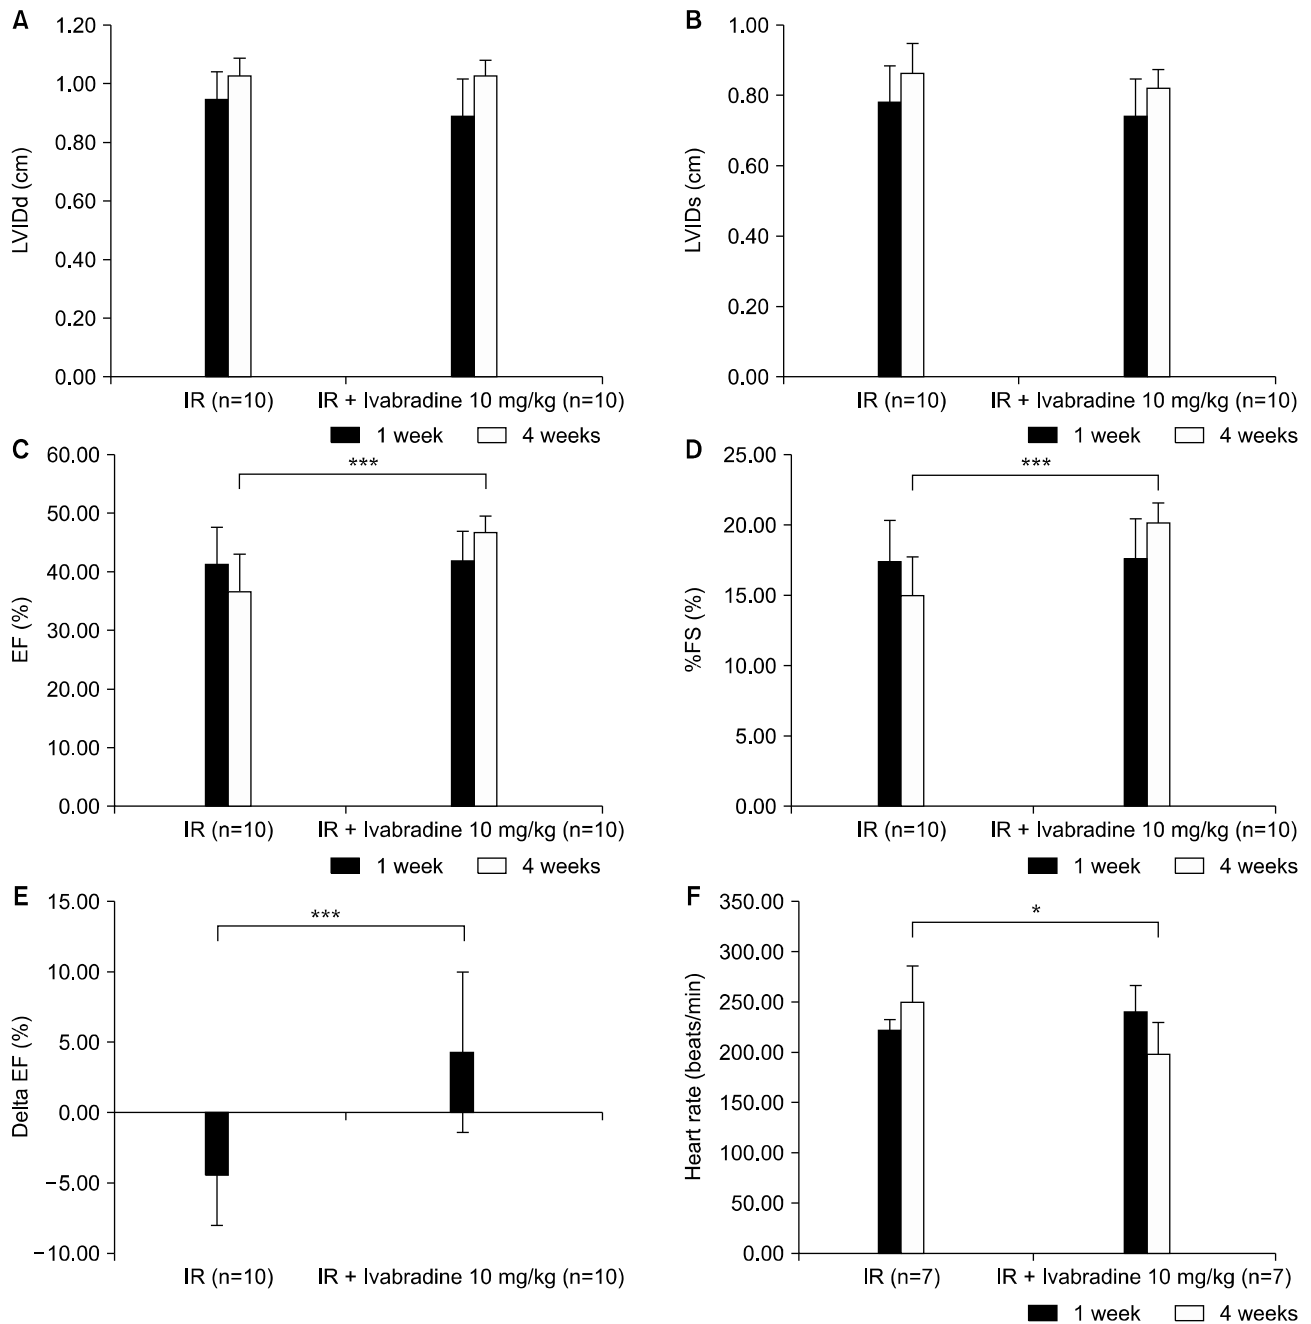 A
1.20
1.00
0.80
0.60
0.40
0.20
0.00
LVIDd (cm)
IR (n=10)
IR + Ivabradine 10 mg/kg (n=10)
1 week
4 weeks
B
1.00
0.80
0.60
0.40
0.20
0.00
LVIDs (cm)
IR (n=10)
IR + Ivabradine 10 mg/kg (n=10)
1 week
4 weeks
C
60.00
50.00
40.00
30.00
20.00
10.00
0.00
EF (%)
***
IR (n=10)
IR + Ivabradine 10 mg/kg (n=10)
1 week
4 weeks
D
25.00
20.00
15.00
10.00
5.00
0.00
%FS (%)
***
IR (n=10)
IR + Ivabradine 10 mg/kg (n=10)
1 week
4 weeks
E
15.00
10.00
5.00
0.00
−5.00
−10.00
Delta EF (%)
***
IR (n=10)
IR + Ivabradine 10 mg/kg (n=10)
F
350.00
300.00
250.00
200.00
150.00
100.00
50.00
0.00
Heart rate (beats/min)
*
IR (n=7)
IR + Ivabradine 10 mg/kg (n=7)
1 week
4 weeks